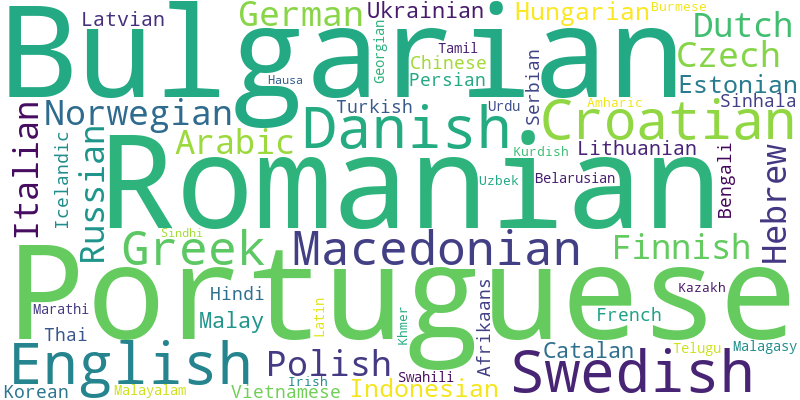 Bulgarian
Latvian
German
Ukrainian
Hungarian
Burmese
Dutch
Georgian
Tamil
Chinese
Czech
Hausa
Persian
Serbian
Estonian
Norwegian
Turkish
Urdu
Amharic
Sinhala
Italian
Danish
Croatian
Icelandic
Russian
Arabic
Kurdish
Lithuanian
Bengali
Hebrew
Romanian
Uzbek
Belarusian
Sindhi
Greek
Macedonian
Finnish
Portuguese
Hindi
Afrikaans
Kazakh
Marathi
Malay
Latin
Khmer
French
Thai
English
Polish
Catalan
Telugu
Malagasy
Swedish
Korean
Malayalam
Vietnamese
Irish
Swahili
Indonesian